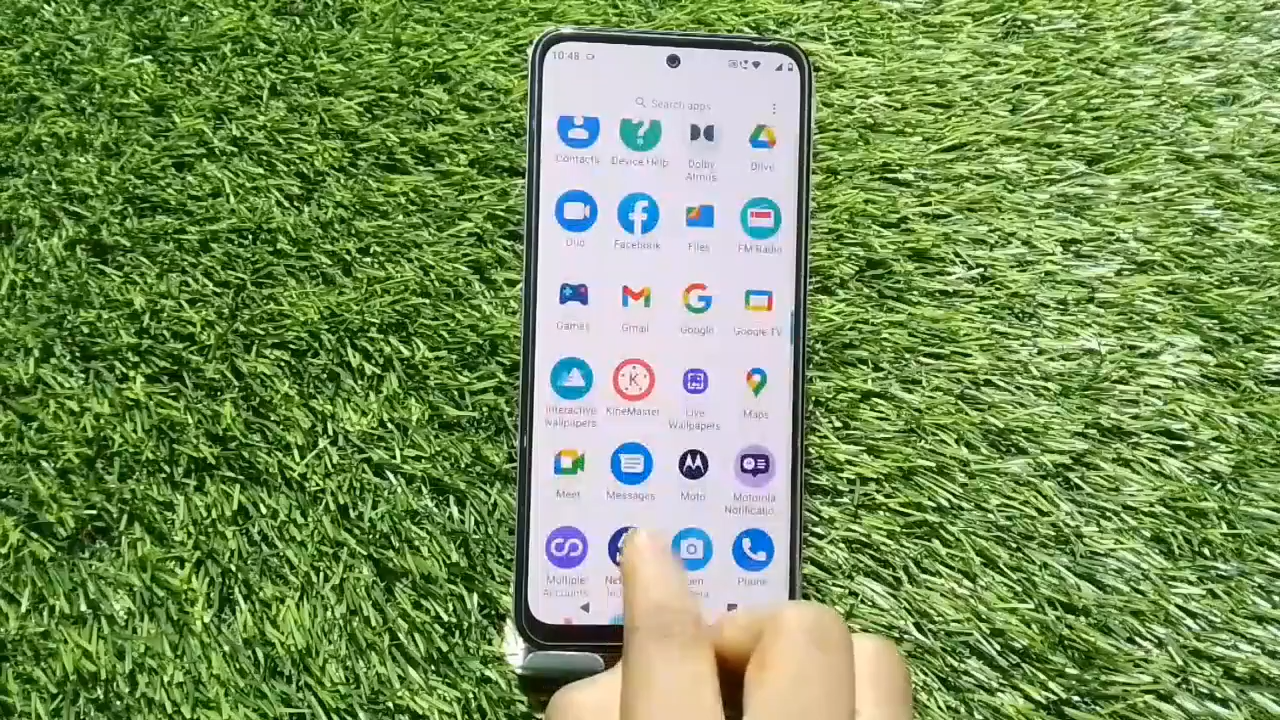 10:48
Search apps
Contacts Device Help Dolby Atmos Drive
Duo Facebook Files FM Radio
Games Gmail Google Google TV
Interactive wallpapers KineMaster Live Wallpapers Maps
Meet Messages Moto Motorola Notificatio...
Multiple Accounts Phone